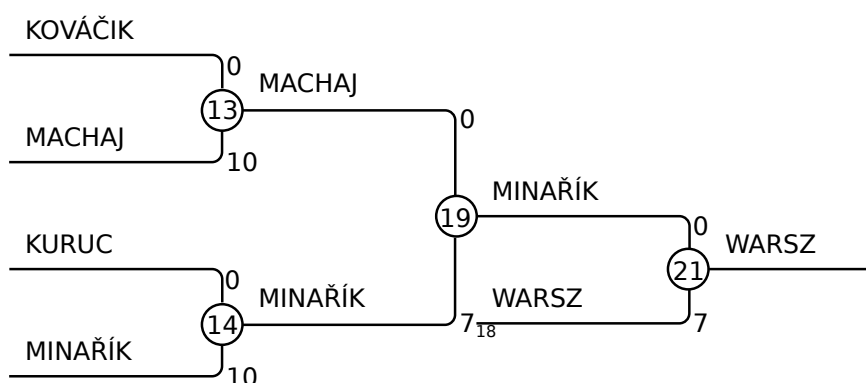 KOVÁČIK
0
MACHAJ
13
0
MACHAJ
10
MINAŘÍK
19
0
KURUC
WARSZ
21
0
MINAŘÍK
WARSZ
14
7
18
7
MINAŘÍK
10